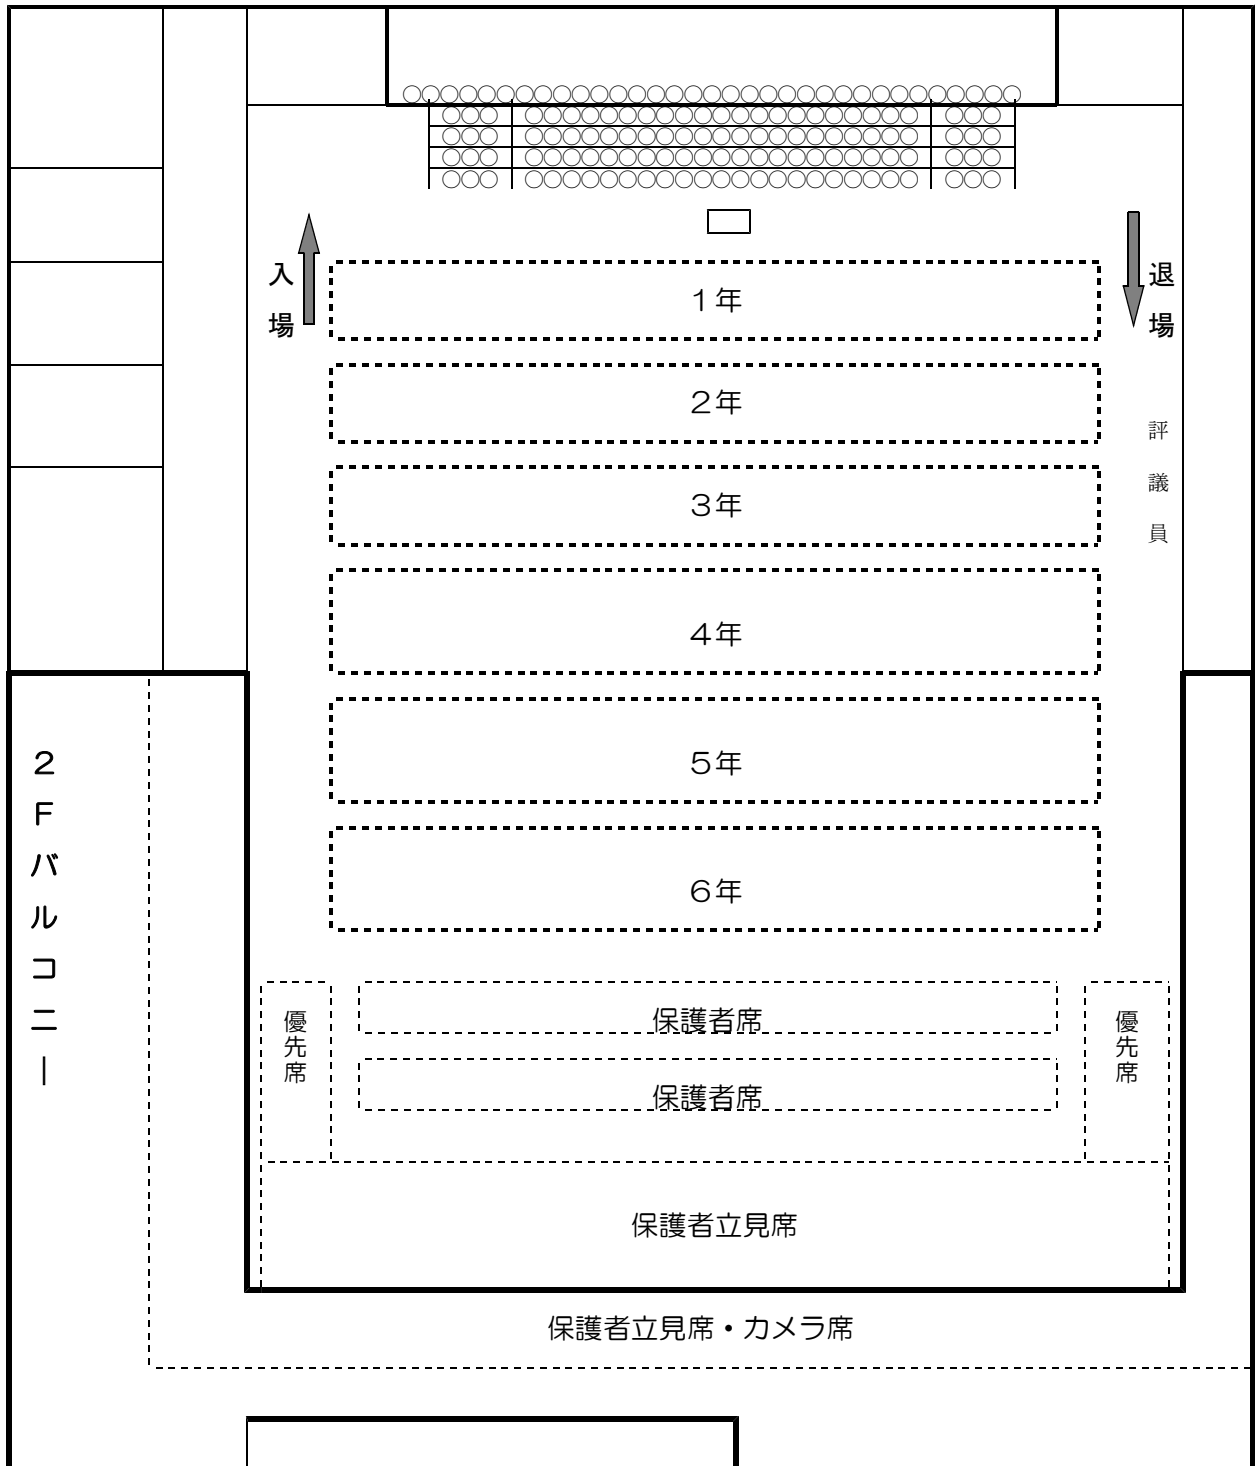 入場
退場
1年
2年
評議員
3年
4年
5年
2Fバルコニー
6年
保護者席
優先席
優先席
保護者席
保護者立見席
保護者立見席・カメラ席